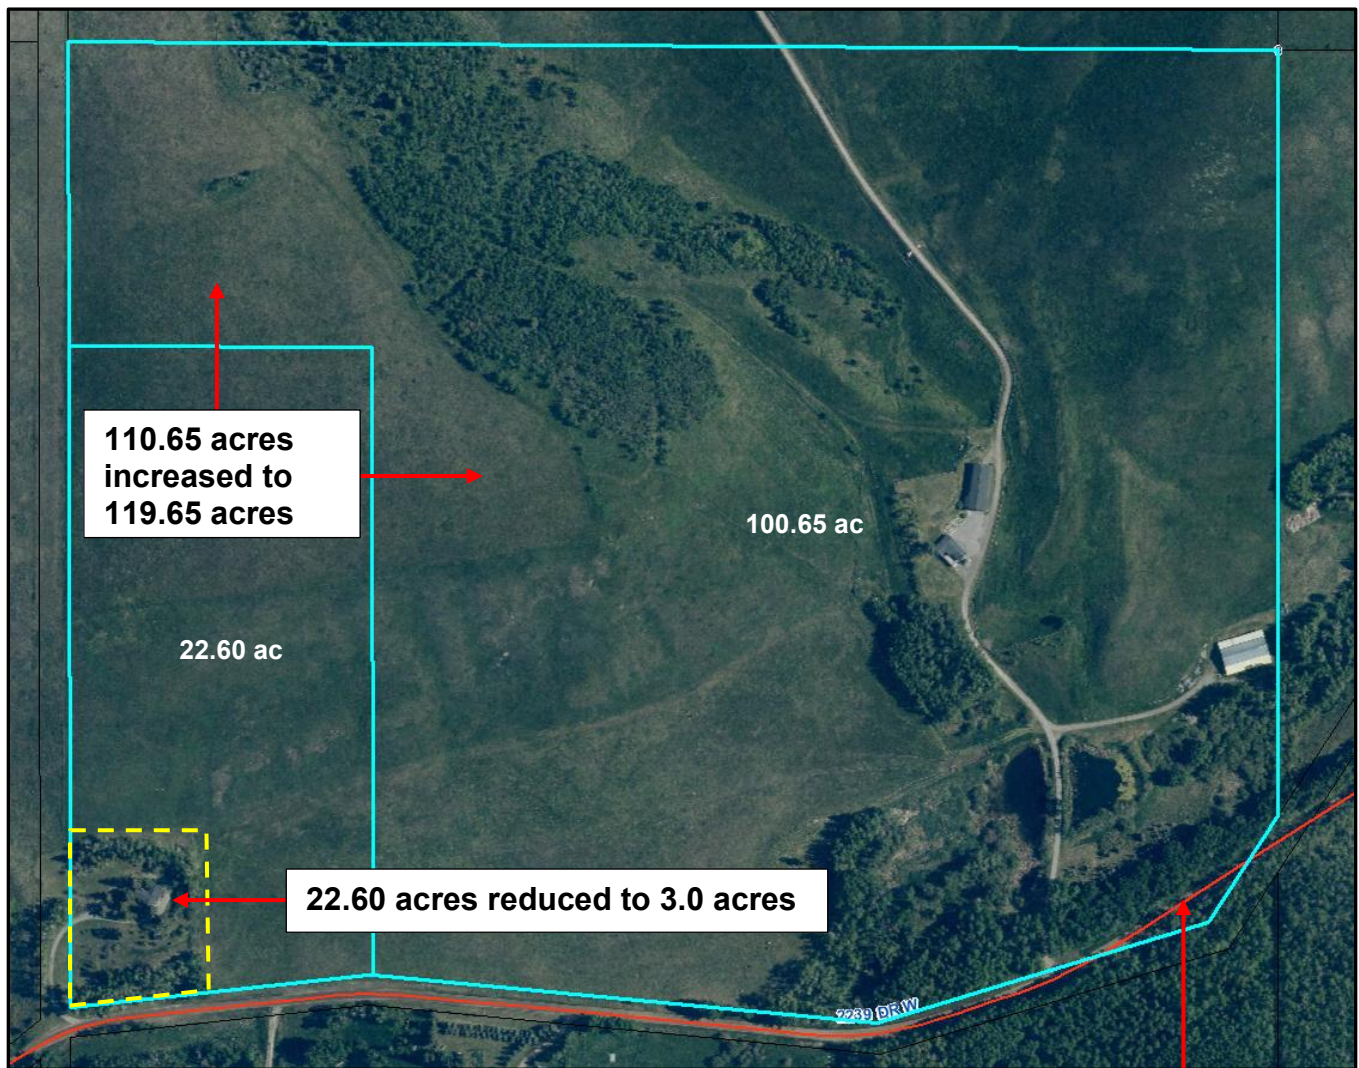 110.65 acres
increased to
119.65 acres
100.65 ac
22.60 ac
22.60 acres reduced to 3.0 acres
2239 DR W